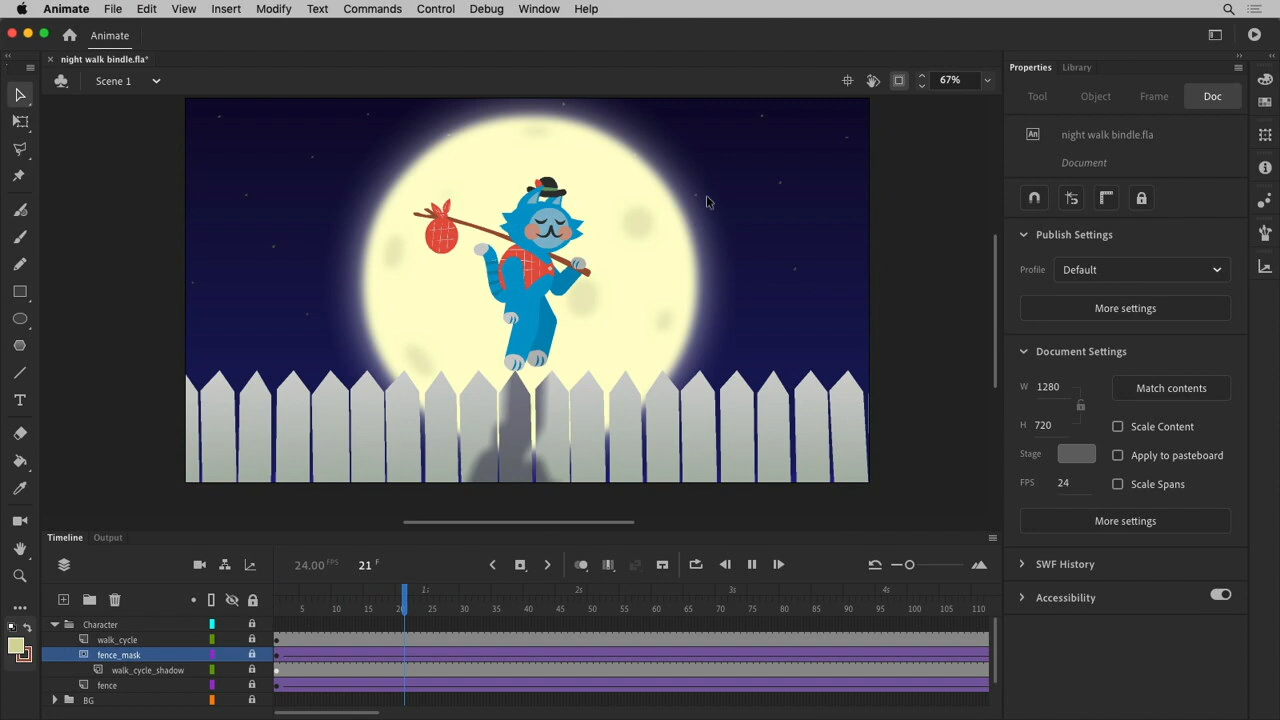 Animate File Edit View Insert Modify Text Commands Control Debug Window Help
Animate
night walk bindle.fla*
Scene 1
67%
Properties Library
Tool Object Frame Doc
An night walk bindle.fla
Document
Publish Settings
Profile Default
More settings
Document Settings
W 1280 Match contents
H 720 Scale Content
Stage Apply to pasteboard
FPS 24 Scale Spans
More settings
SWF History
Accessibility
Timeline Output
24.00 FPS 21 F
1s 2s 3s 4s
5 10 15 20 25 30 35 40 45 50 55 60 65 70 75 80 85 90 95 100 105 110
Character
walk_cycle
fence_mask
walk_cycle_shadow
fence
BG